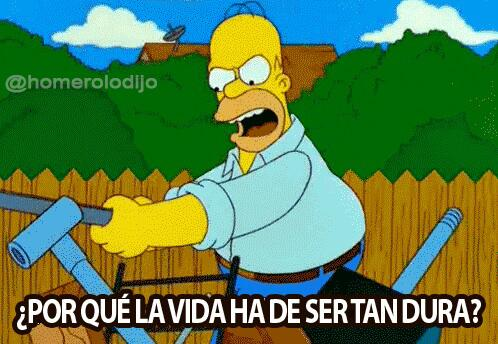 @homerolodijo
¿POR QUÉ LA VIDA HA DE SER TAN DURA?